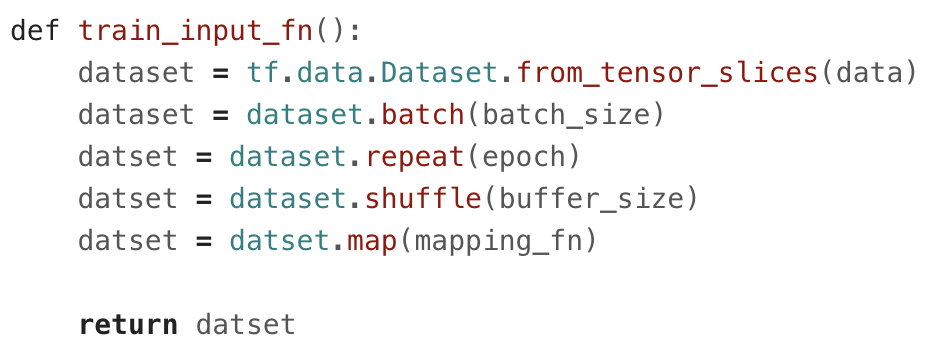 def train_input_fn():
    dataset = tf.data.Dataset.from_tensor_slices(data)
    dataset = dataset.batch(batch_size)
    datset = dataset.repeat(epoch)
    datset = dataset.shuffle(buffer_size)
    datset = datset.map(mapping_fn)

    return datset